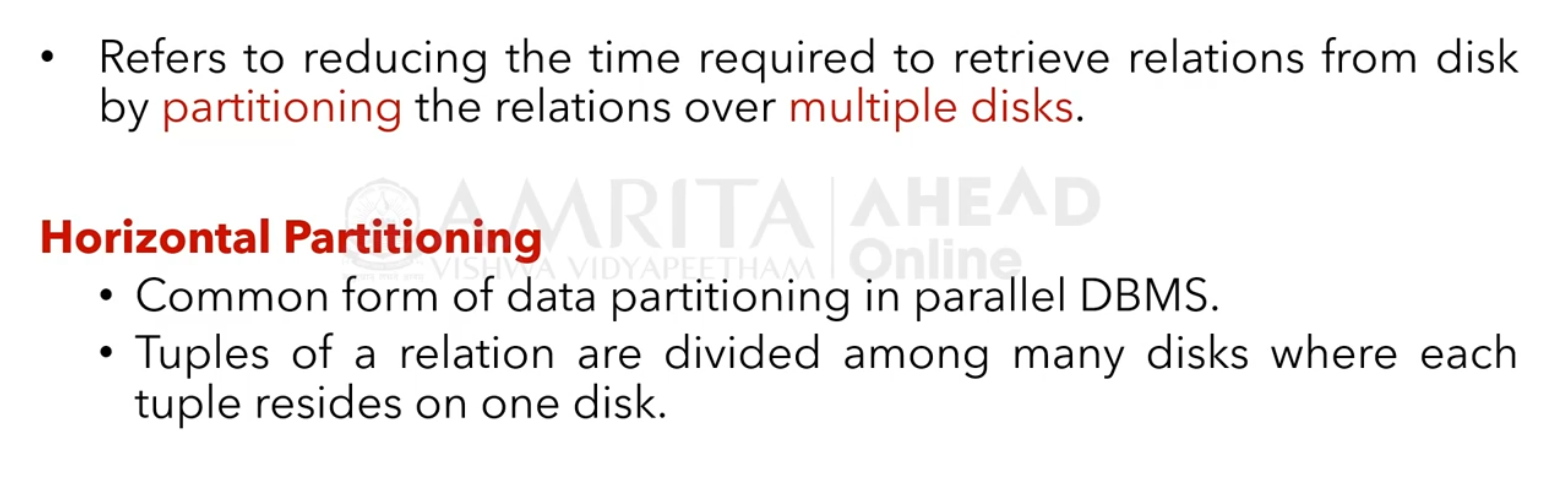 • Refers to reducing the time required to retrieve relations from disk
by partitioning the relations over multiple disks.
AMRITA AHEAD
VISHWA VIDYAPEETHAM Online
Horizontal Partitioning
• Common form of data partitioning in parallel DBMS.
• Tuples of a relation are divided among many disks where each
tuple resides on one disk.